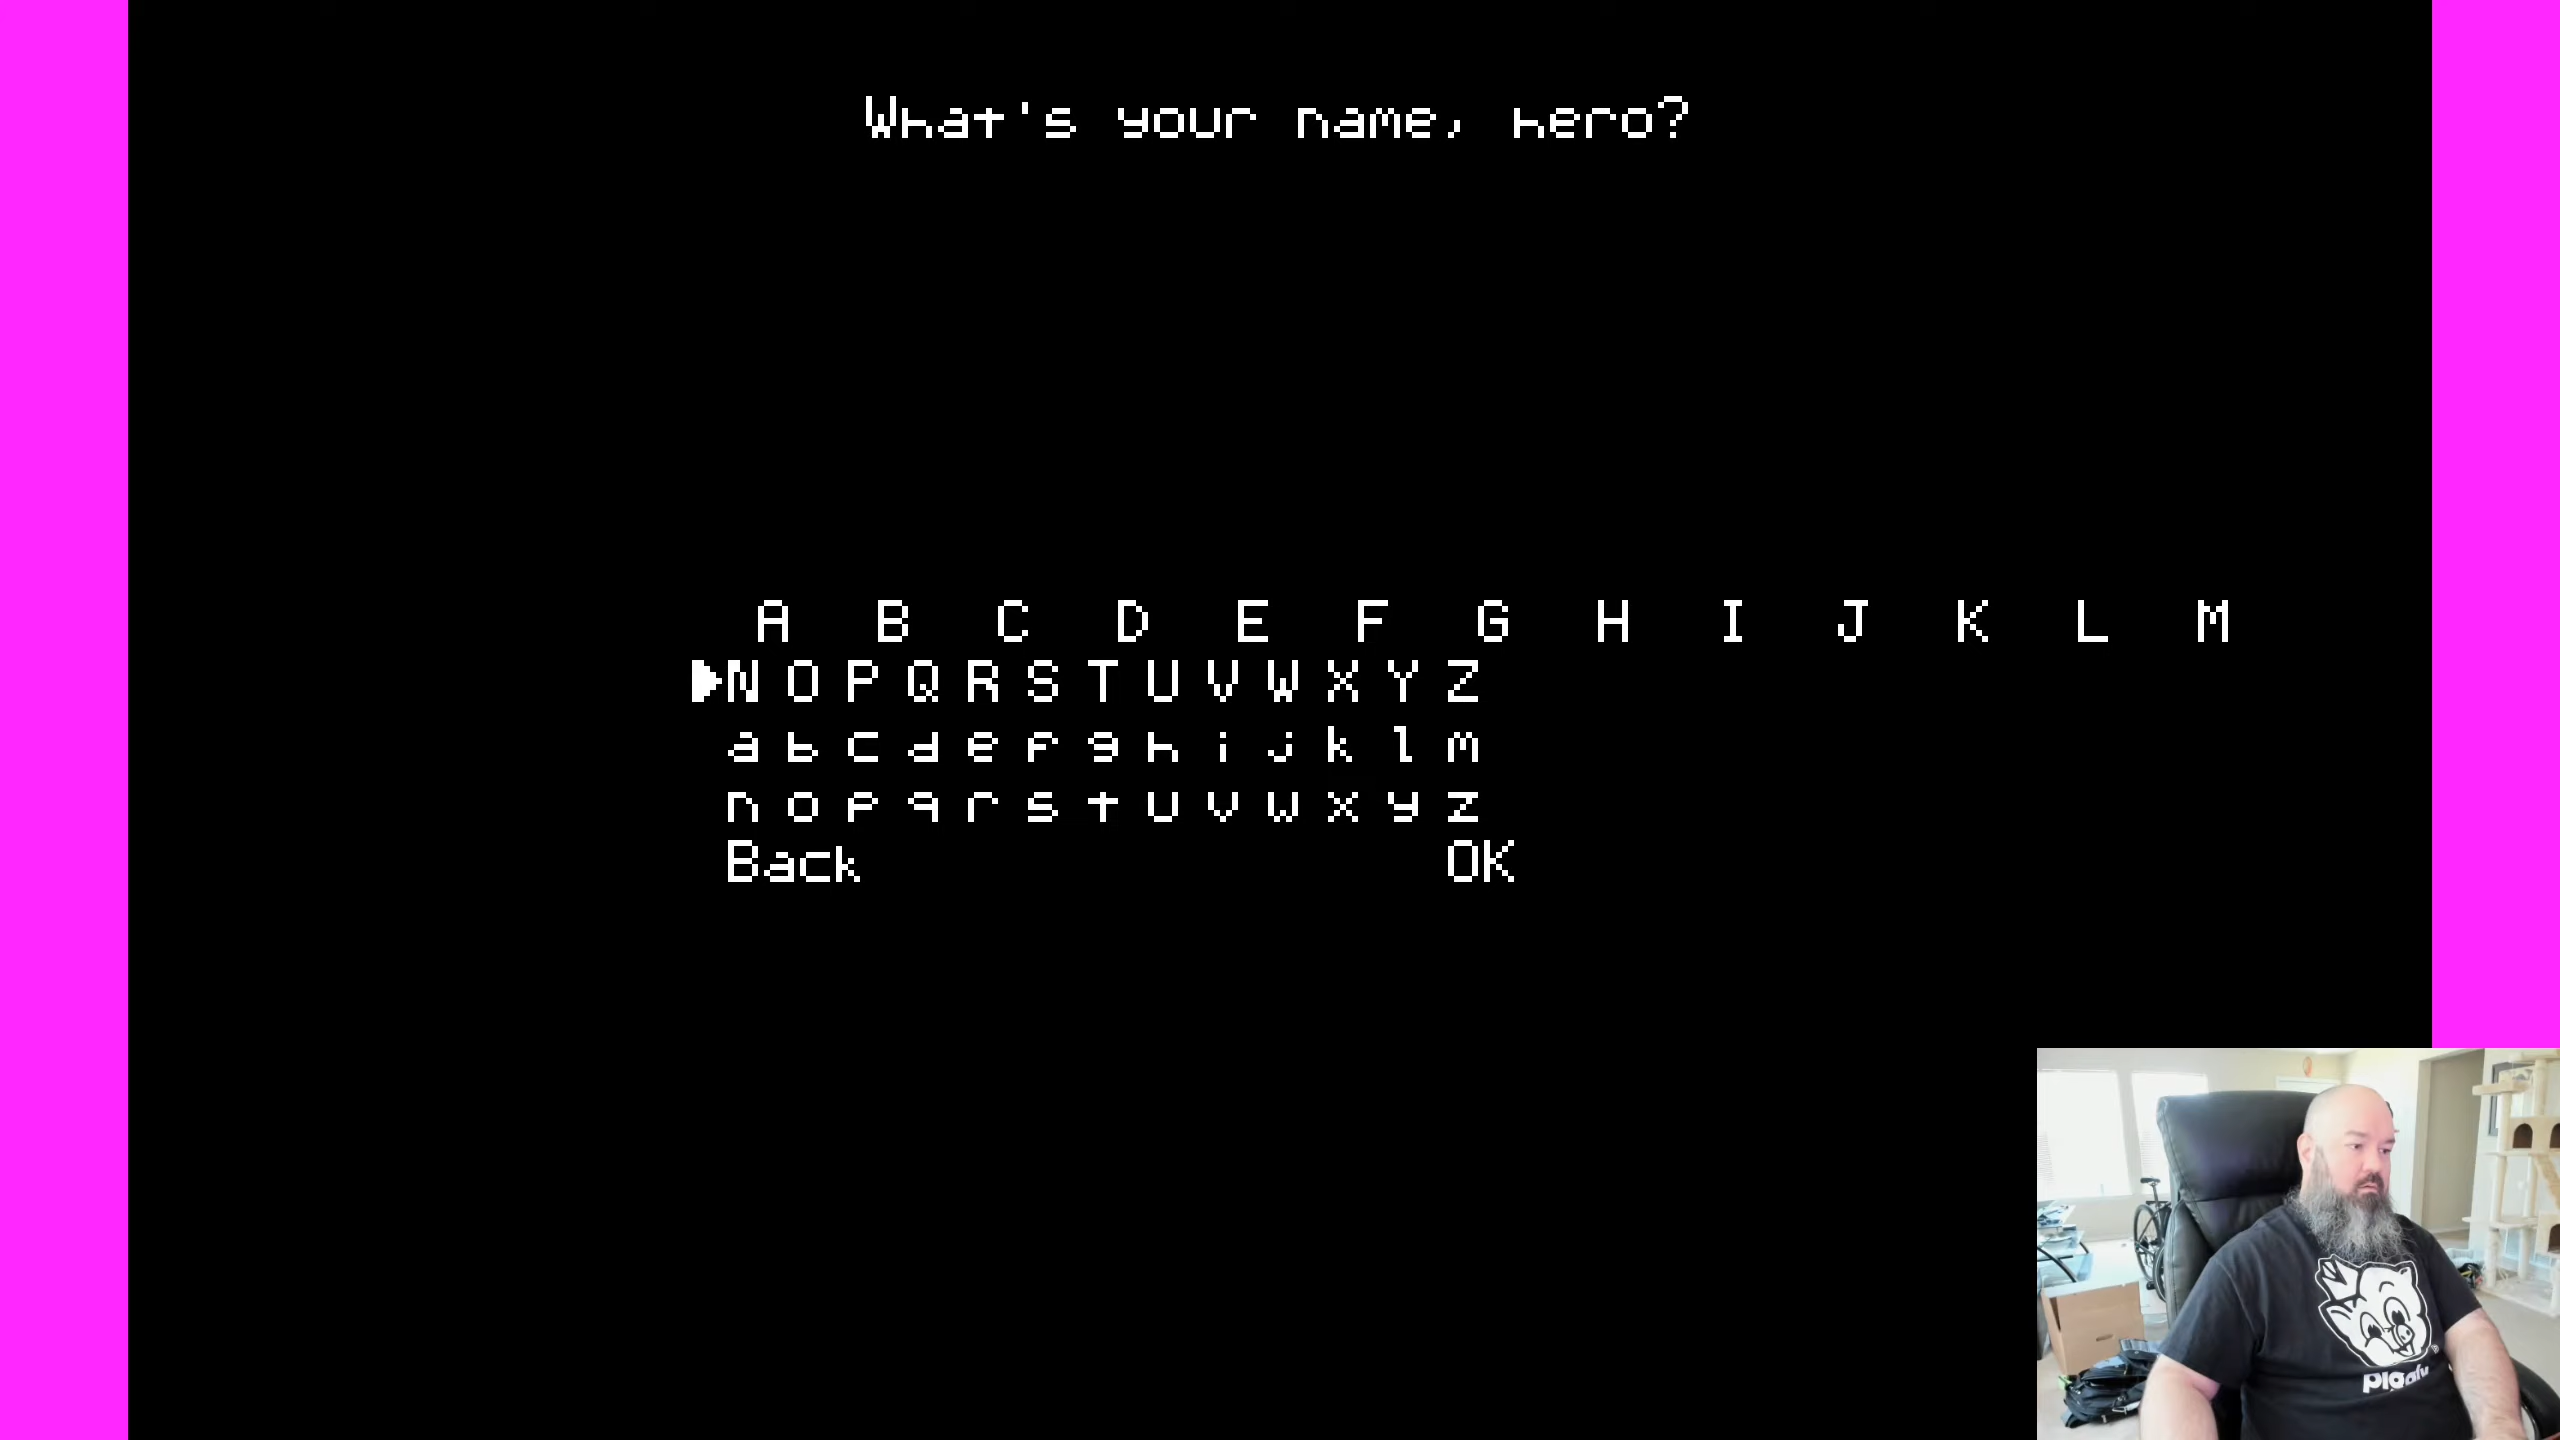 What's your name, hero?
A B C D E F G H I J K L M
N O P Q R S T U V W X Y Z
a b c d e f g h i j k l m
n o p q r s t u v w x y z
Back OK